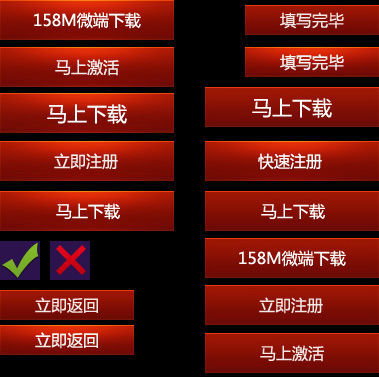 158M微端下载
马上激活
马上下载
立即注册
马上下载
立即返回
立即返回
填写完毕
填写完毕
马上下载
快速注册
马上下载
158M微端下载
立即注册
马上激活